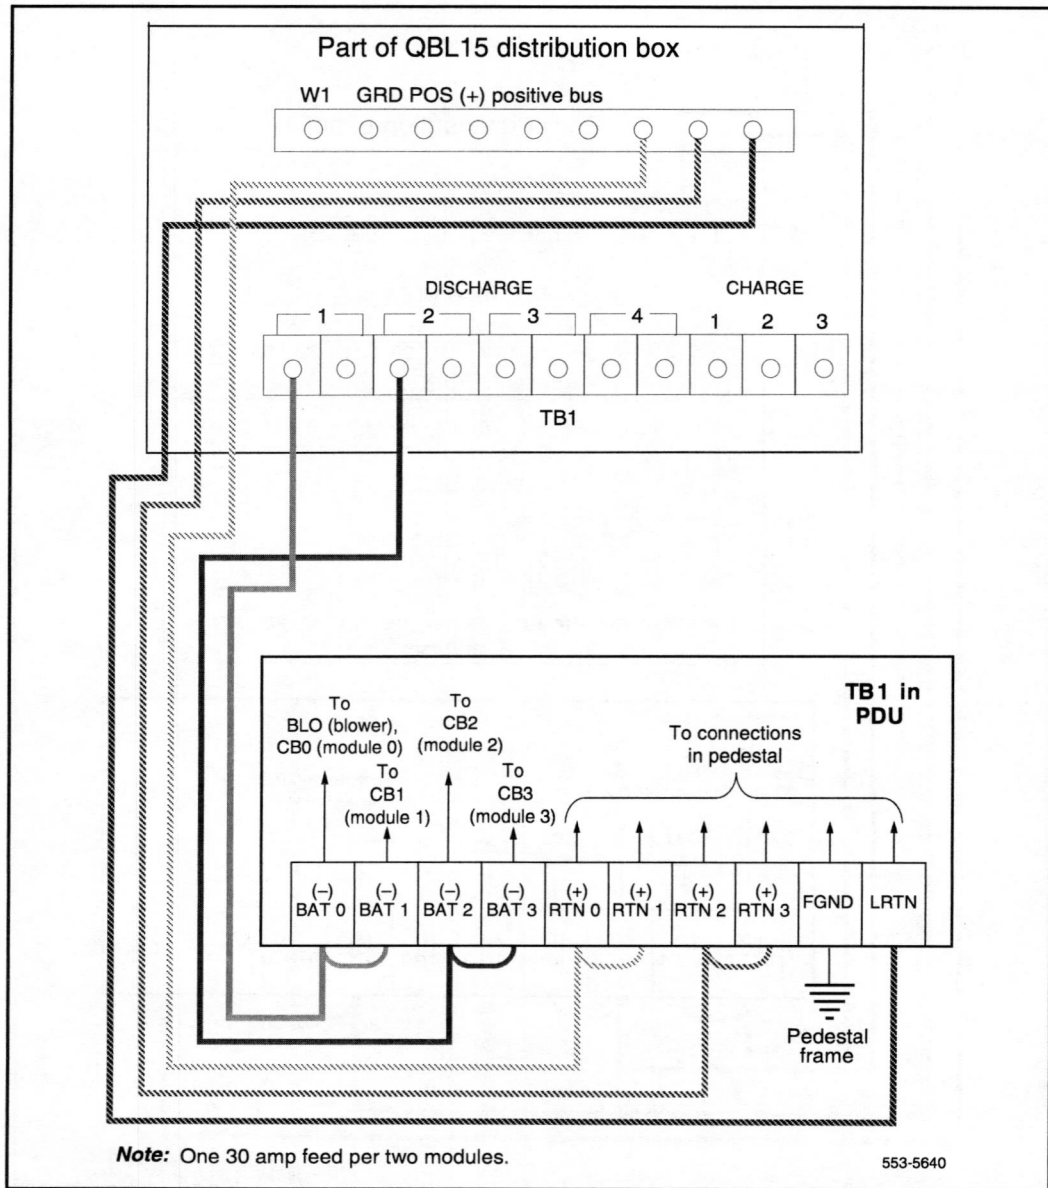 Part of QBL15 distribution box
W1 GRD POS (+) positive bus
DISCHARGE CHARGE
1 2 3 4 1 2 3
TB1
TB1 in
PDU
To
BLO (blower),
CB0 (module 0)
To
CB1
(module 1)
To
CB2
(module 2)
To
CB3
(module 3)
To connections
in pedestal
(–)
BAT 0
(–)
BAT 1
(–)
BAT 2
(–)
BAT 3
(+)
RTN 0
(+)
RTN 1
(+)
RTN 2
(+)
RTN 3
FGND
LRTN
Pedestal
frame
Note: One 30 amp feed per two modules.
553-5640